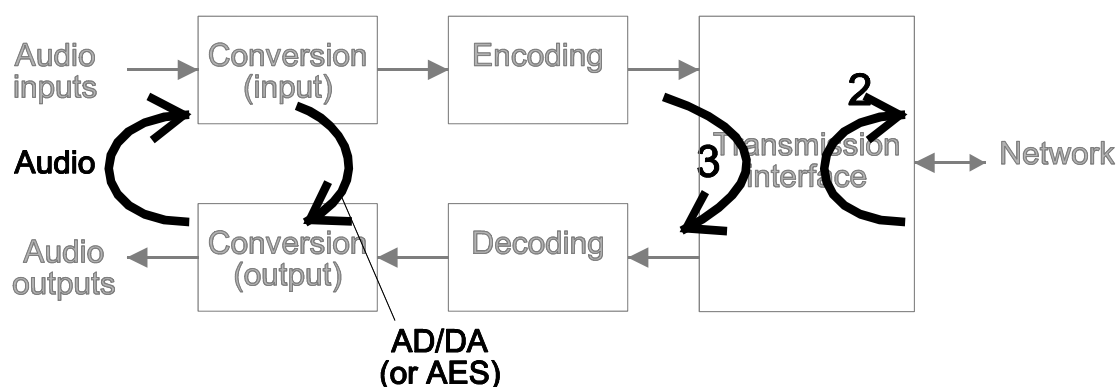 Audio
inputs
Conversion
(input)
Encoding
2
Audio
3
Transmission
interface
Network
Audio
outputs
Conversion
(output)
Decoding
AD/DA
(or AES)